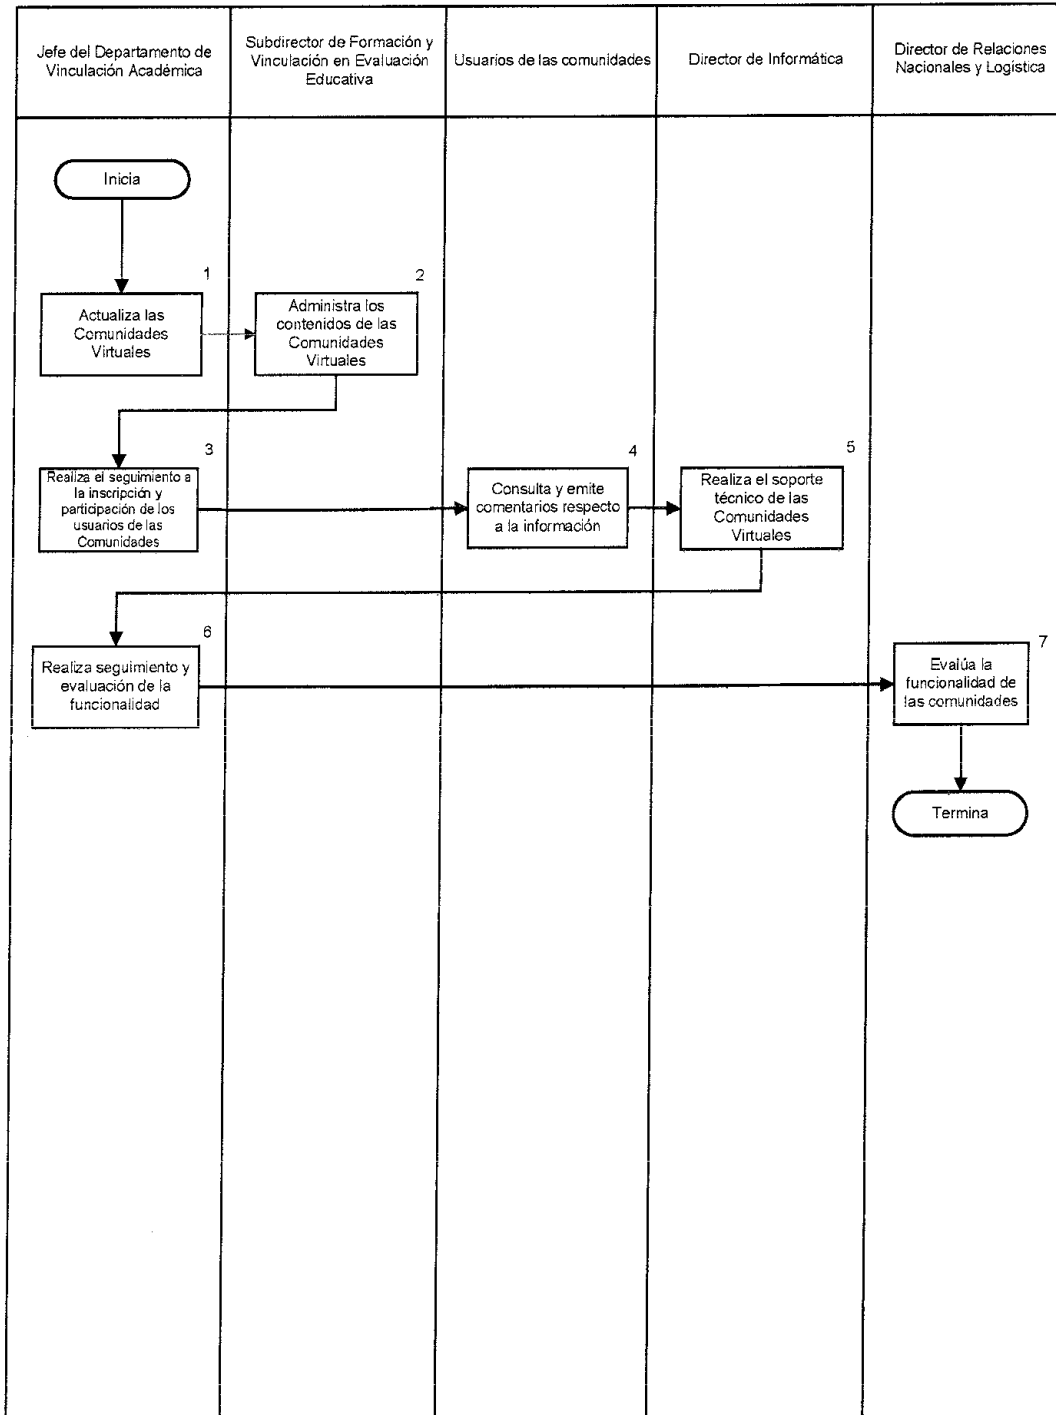 Jefe del Departamento de
Vinculación Académica
Subdirector de Formación y
Vinculación en Evaluación
Educativa
Usuarios de las comunidades
Director de Informática
Director de Relaciones
Nacionales y Logística
Inicia
1
Actualiza las
Comunidades
Virtuales
2
Administra los
contenidos de las
Comunidades
Virtuales
3
Realiza el seguimiento a
la inscripción y
participación de los
usuarios de las
Comunidades
4
Consulta y emite
comentarios respecto
a la información
5
Realiza el soporte
técnico de las
Comunidades
Virtuales
6
Realiza seguimiento y
evaluación de la
funcionalidad
7
Evalúa la
funcionalidad de
las comunidades
Termina